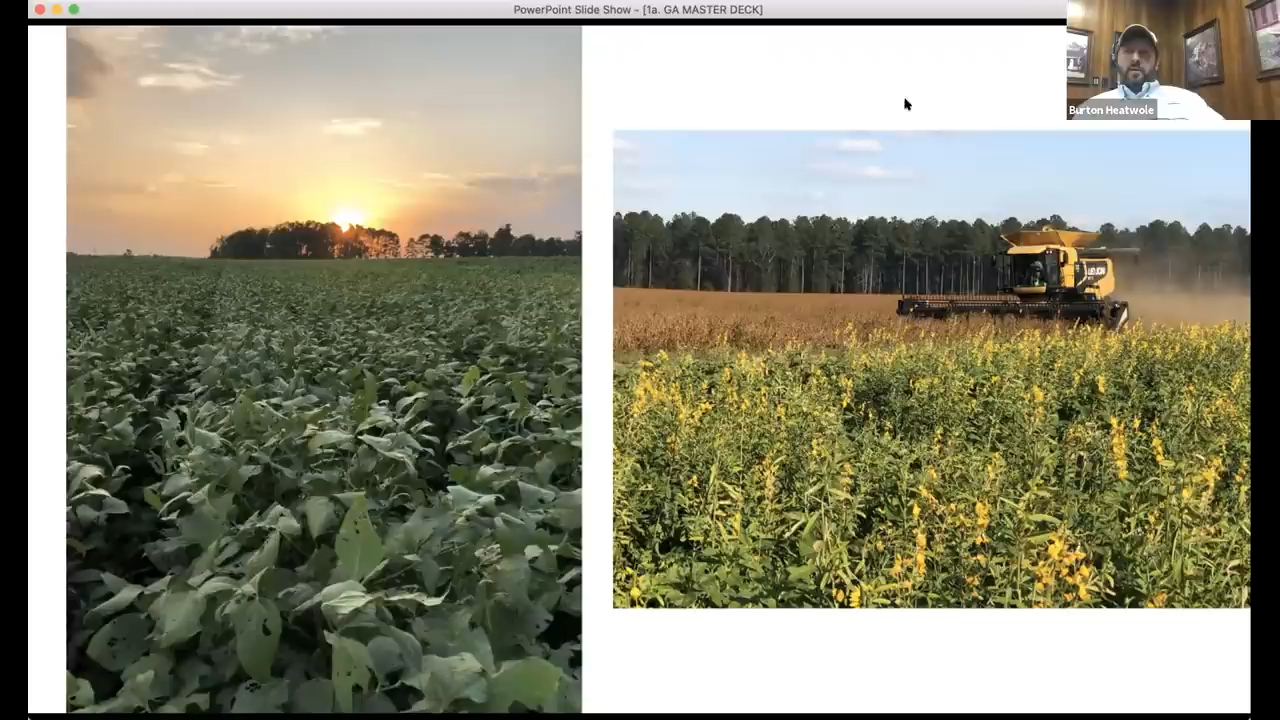 PowerPoint Slide Show - [1a. GA MASTER DECK]
Burton Heatwole
LEXION